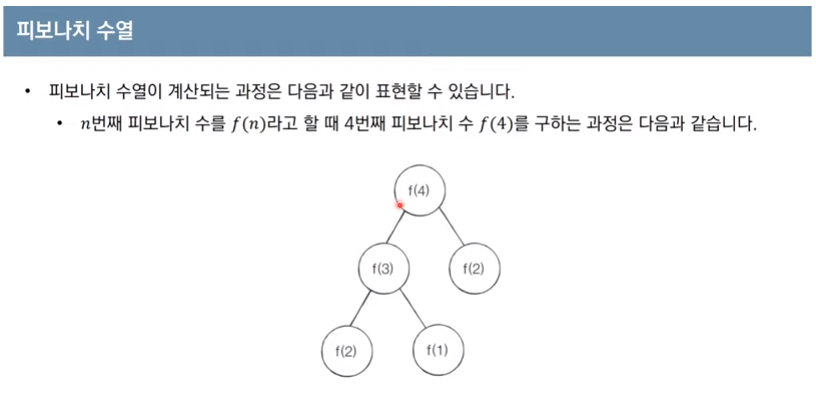 피보나치 수열
• 피보나치 수열이 계산되는 과정은 다음과 같이 표현할 수 있습니다.
• n번째 피보나치 수를 f(n)라고 할 때 4번째 피보나치 수 f(4)를 구하는 과정은 다음과 같습니다.
f(4)
f(3) f(2)
f(2) f(1)